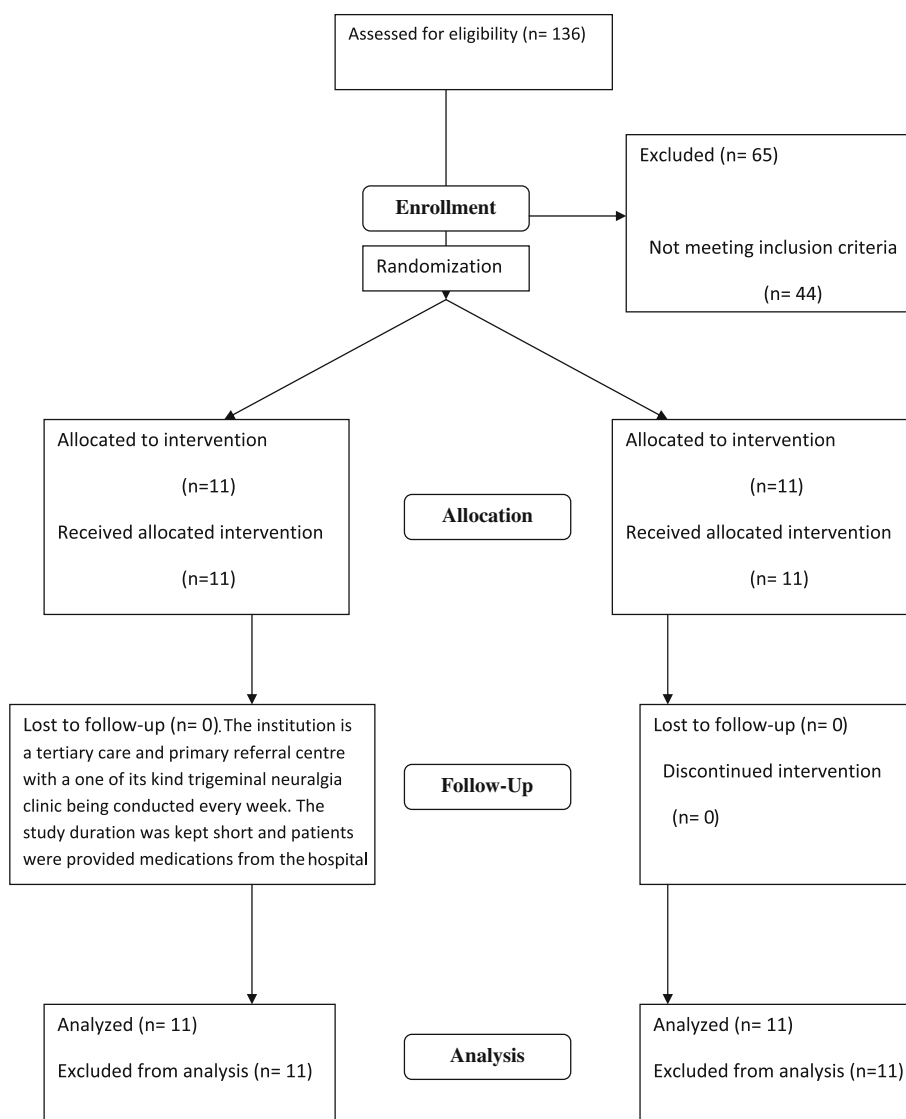 Assessed for eligibility (n= 136)
Excluded (n= 65)
Not meeting inclusion criteria
(n= 44)
Enrollment
Randomization
Allocated to intervention
(n=11)
Received allocated intervention
(n=11)
Allocated to intervention
(n=11)
Received allocated intervention
(n= 11)
Allocation
Lost to follow-up (n= 0). The institution is
a tertiary care and primary referral centre
with a one of its kind trigeminal neuralgia
clinic being conducted every week. The
study duration was kept short and patients
were provided medications from the hospital
Lost to follow-up (n= 0)
Discontinued intervention
(n= 0)
Follow-Up
Analyzed (n= 11)
Excluded from analysis (n= 11)
Analyzed (n= 11)
Excluded from analysis (n=11)
Analysis